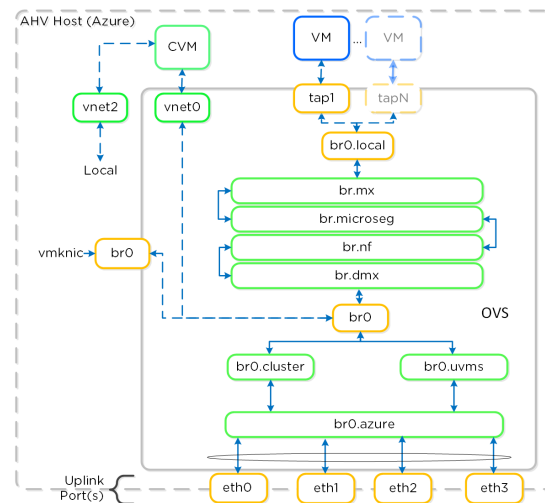 AHV Host (Azure)
CVM
VM
...
VM
vnet2
vnet0
tap1
tapN
br0.local
Local
br.mx
br.microseg
br.nf
br.dmx
vmknic
br0
br0
OVS
br0.cluster
br0.uvms
br0.azure
Uplink
Port(s)
eth0
eth1
eth2
eth3